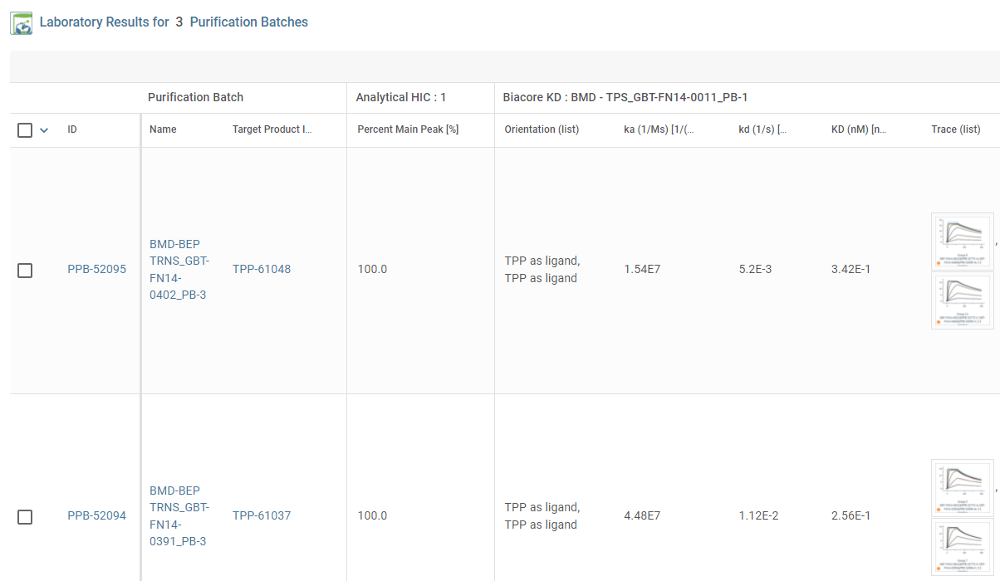 Laboratory Results for 3 Purification Batches
Purification Batch Analytical HIC : 1 Biacore KD : BMD - TPS_GBT-FN14-0011_PB-1
ID Name Target Product I... Percent Main Peak [%] Orientation (list) ka (1/Ms) [1/(... kd (1/s) [... KD (nM) [n... Trace (list)
BMD-BEP
TRNS_GBT-
FN14-
0402_PB-3
PPB-52095 TPP-61048 100.0 TPP as ligand,
TPP as ligand
1.54E7 5.2E-3 3.42E-1
,
BMD-BEP
TRNS_GBT-
FN14-
0391_PB-3
PPB-52094 TPP-61037 100.0 TPP as ligand,
TPP as ligand
4.48E7 1.12E-2 2.56E-1
,